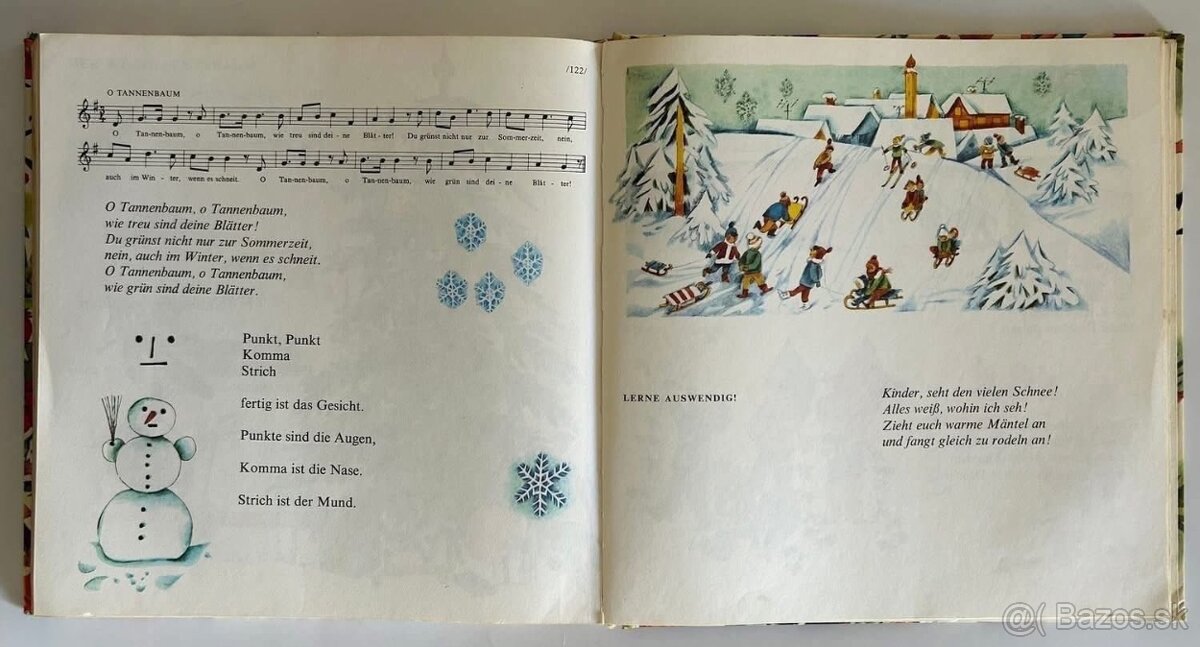 /122/
O TANNENBAUM
O Tan-nen-baum, o Tan-nen-baum, wie treu sind dei - ne Blät - ter! Du grünst nicht nur zur Som-mer-zeit, nein,
auch im Win - ter, wenn es schneit. O Tan-nen-baum, o Tan-nen-baum, wie grün sind dei - ne Blät - ter!
O Tannenbaum, o Tannenbaum,
wie treu sind deine Blätter!
Du grünst nicht nur zur Sommerzeit,
nein, auch im Winter, wenn es schneit.
O Tannenbaum, o Tannenbaum,
wie grün sind deine Blätter.
Punkt, Punkt
Komma
Strich
fertig ist das Gesicht.
Punkte sind die Augen,
Komma ist die Nase.
Strich ist der Mund.
LERNE AUSWENDIG!
Kinder, seht den vielen Schnee!
Alles weiß, wohin ich seh!
Zieht euch warme Mäntel an
und fangt gleich zu rodeln an!
@( Bazos.sk